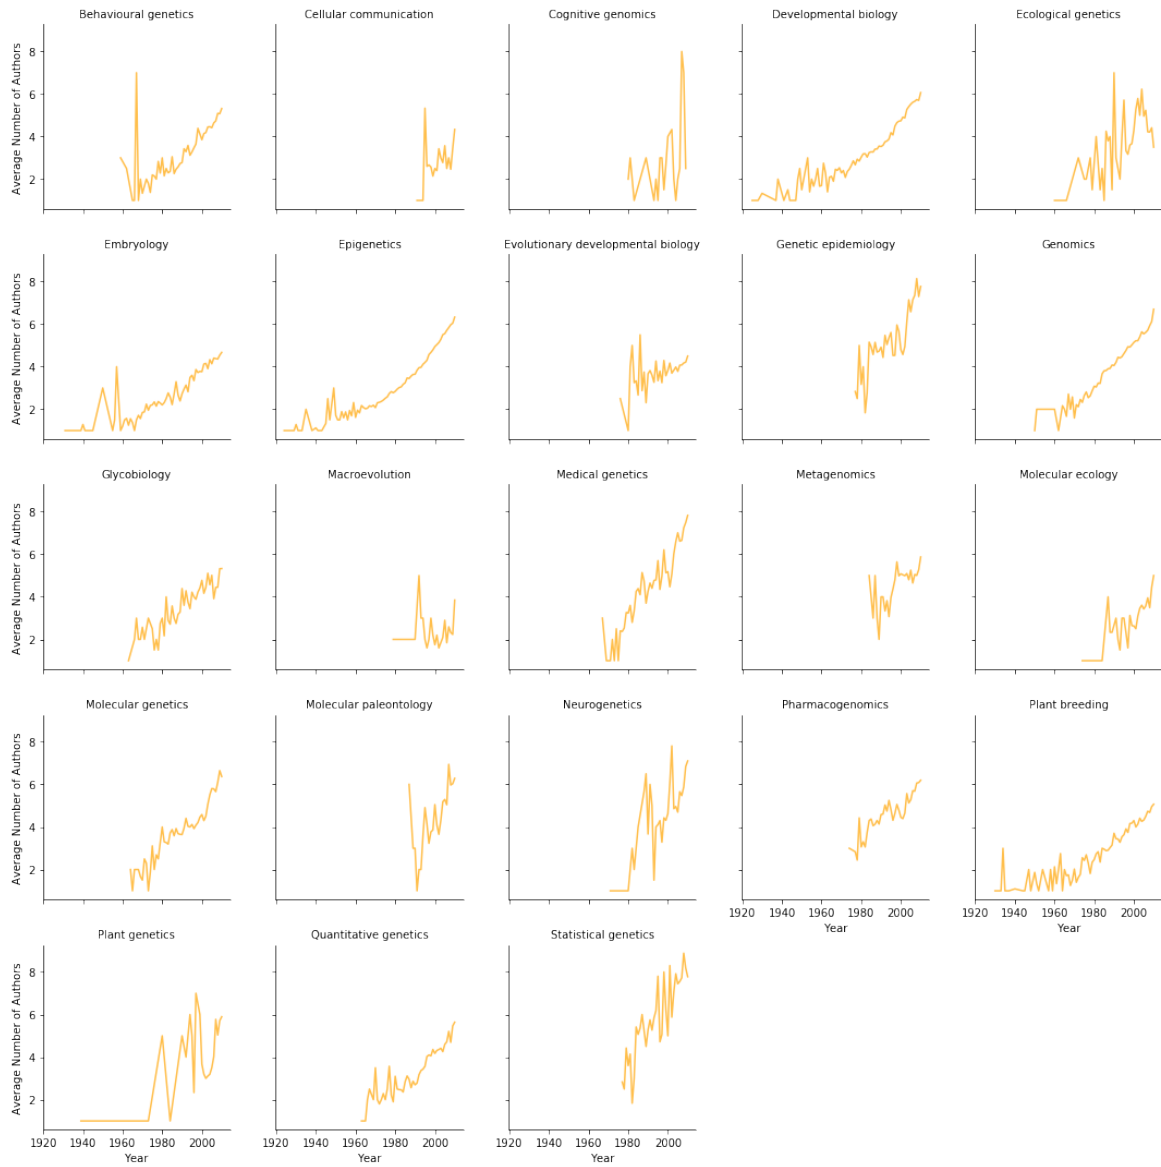 Behavioural genetics
Cellular communication
Cognitive genomics
Developmental biology
Ecological genetics
Average Number of Authors
8
6
4
2
Embryology
Epigenetics
Evolutionary developmental biology
Genetic epidemiology
Genomics
Average Number of Authors
8
6
4
2
Glycobiology
Macroevolution
Medical genetics
Metagenomics
Molecular ecology
Average Number of Authors
8
6
4
2
Molecular genetics
Molecular paleontology
Neurogenetics
Pharmacogenomics
Plant breeding
Average Number of Authors
8
6
4
2
1920 1940 1960 1980 2000
Year
1920 1940 1960 1980 2000
Year
Plant genetics
Quantitative genetics
Statistical genetics
Average Number of Authors
8
6
4
2
1920 1940 1960 1980 2000
Year
1920 1940 1960 1980 2000
Year
1920 1940 1960 1980 2000
Year